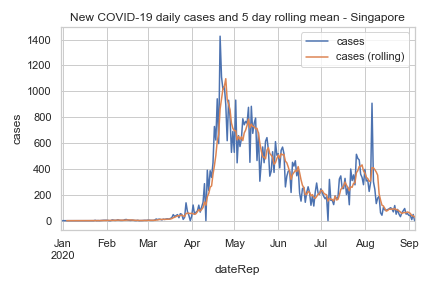 New COVID-19 daily cases and 5 day rolling mean - Singapore
cases
cases (rolling)
1400
1200
1000
800
600
400
200
0
cases
Jan
2020
Feb
Mar
Apr
May
Jun
Jul
Aug
Sep
dateRep